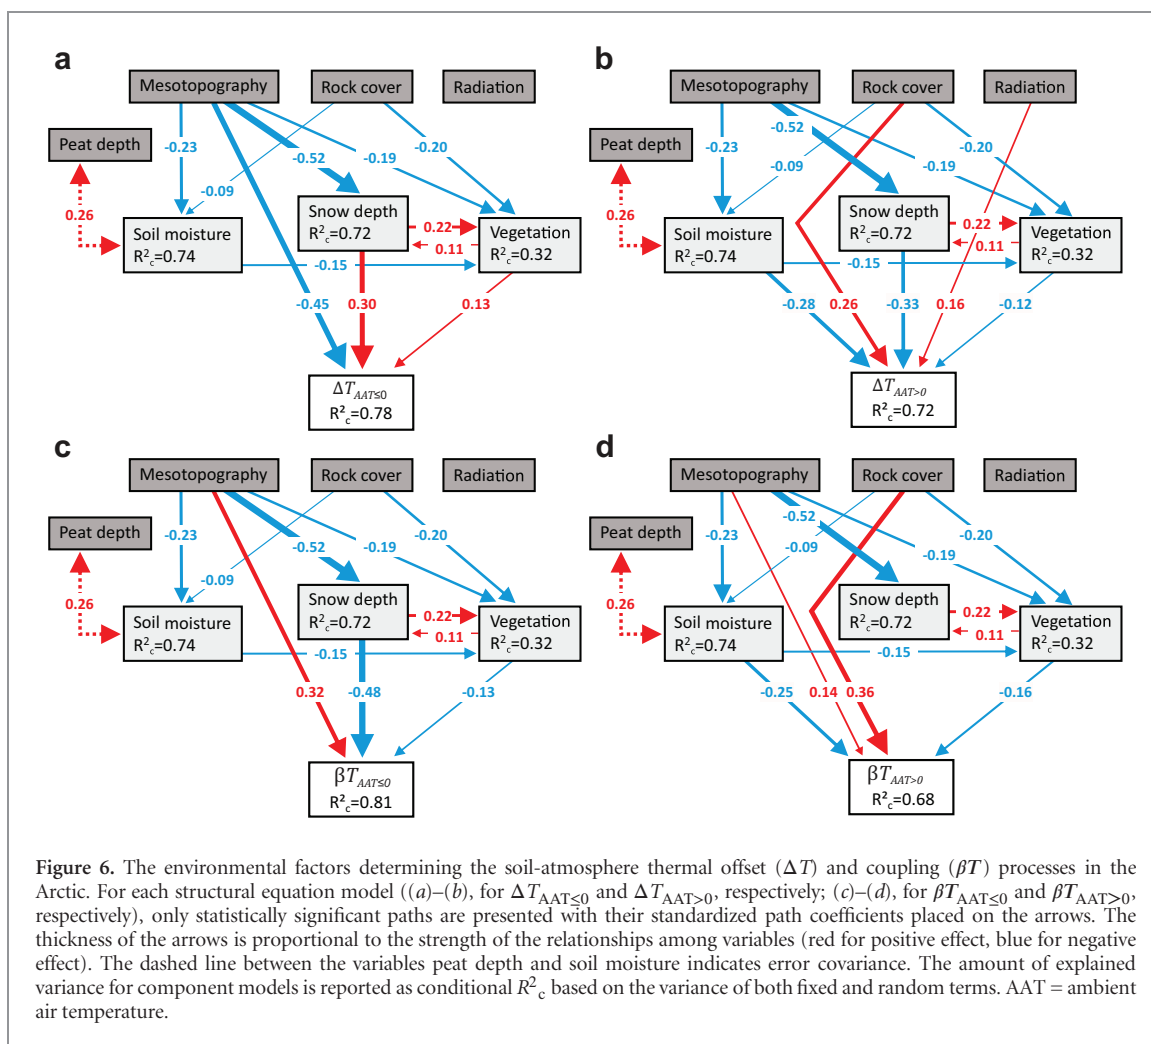 a
Mesotopography
Rock cover
Radiation
Peat depth
-0.23
-0.52
-0.19
-0.20
-0.09
0.26
Snow depth
R²c=0.72
Soil moisture
R²c=0.74
0.22
0.11
Vegetation
R²c=0.32
-0.15
-0.45
0.30
0.13
ΔT_AAT≤0
R²c=0.78
b
Mesotopography
Rock cover
Radiation
-0.52
Peat depth
-0.23
-0.20
-0.09
-0.19
0.26
Snow depth
R²c=0.72
Soil moisture
R²c=0.74
0.22
0.11
Vegetation
R²c=0.32
-0.15
-0.28
0.26
-0.33
0.16
-0.12
ΔT_AAT>0
R²c=0.72
c
Mesotopography
Rock cover
Radiation
Peat depth
-0.23
-0.52
-0.19
-0.20
-0.09
0.26
Snow depth
R²c=0.72
Soil moisture
R²c=0.74
0.22
0.11
Vegetation
R²c=0.32
-0.15
0.32
-0.48
-0.13
βT_AAT≤0
R²c=0.81
d
Mesotopography
Rock cover
Radiation
-0.52
Peat depth
-0.23
-0.20
-0.09
-0.19
0.26
Snow depth
R²c=0.72
Soil moisture
R²c=0.74
0.22
0.11
Vegetation
R²c=0.32
-0.15
-0.25
0.14
0.36
-0.16
βT_AAT>0
R²c=0.68
Figure 6. The environmental factors determining the soil-atmosphere thermal offset (ΔT) and coupling (βT) processes in the
Arctic. For each structural equation model ((a)–(b), for ΔT_AAT≤0 and ΔT_AAT>0, respectively; (c)–(d), for βT_AAT≤0 and βT_AAT>0,
respectively), only statistically significant paths are presented with their standardized path coefficients placed on the arrows. The
thickness of the arrows is proportional to the strength of the relationships among variables (red for positive effect, blue for negative
effect). The dashed line between the variables peat depth and soil moisture indicates error covariance. The amount of explained
variance for component models is reported as conditional R²c based on the variance of both fixed and random terms. AAT = ambient
air temperature.